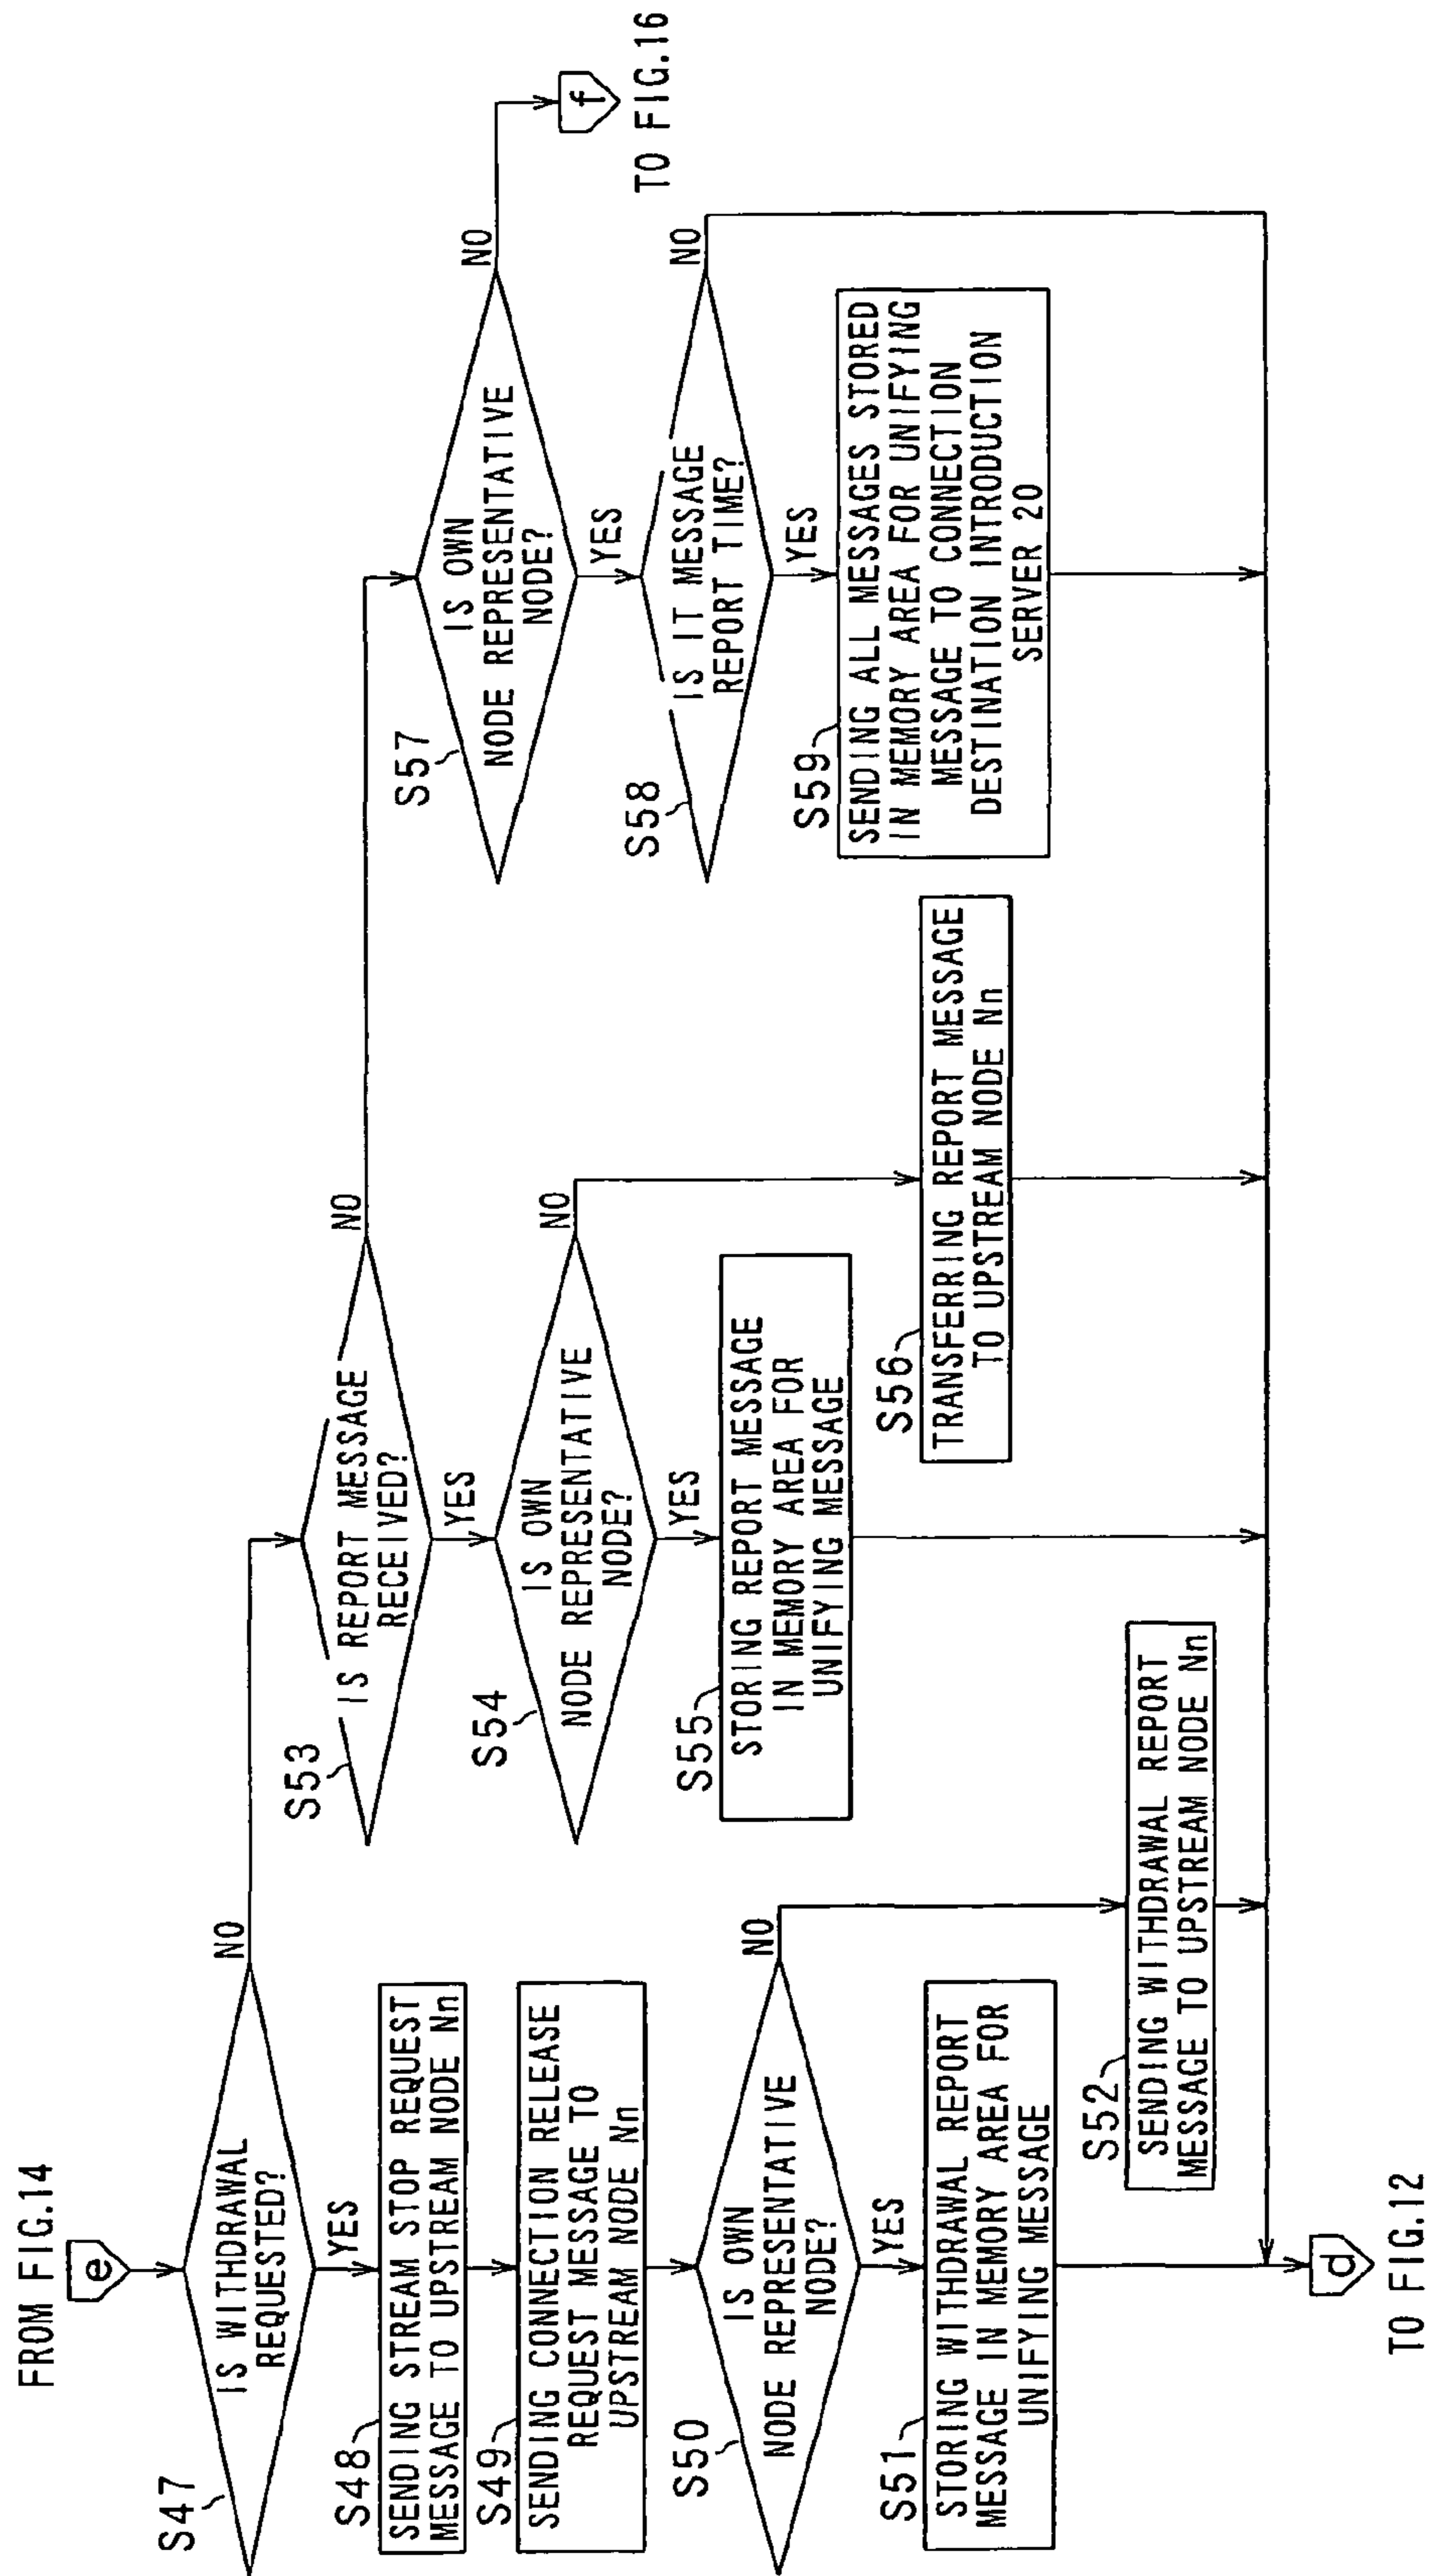 FROM FIG.14
e
S47
IS WITHDRAWAL
REQUESTED?
NO
YES
S48
SENDING STREAM STOP REQUEST
MESSAGE TO UPSTREAM NODE Nn
S49
SENDING CONNECTION RELEASE
REQUEST MESSAGE TO
UPSTREAM NODE Nn
S50
IS OWN
NODE REPRESENTATIVE
NODE?
NO
YES
S51
STORING WITHDRAWAL REPORT
MESSAGE IN MEMORY AREA FOR
UNIFYING MESSAGE
S52
SENDING WITHDRAWAL REPORT
MESSAGE TO UPSTREAM NODE Nn
d
TO FIG.12
S53
IS REPORT MESSAGE
RECEIVED?
NO
YES
S54
IS OWN
NODE REPRESENTATIVE
NODE?
NO
YES
S55
STORING REPORT MESSAGE
IN MEMORY AREA FOR
UNIFYING MESSAGE
S56
TRANSFERRING REPORT MESSAGE
TO UPSTREAM NODE Nn
S57
IS OWN
NODE REPRESENTATIVE
NODE?
NO
YES
f
TO FIG.16
S58
IS IT MESSAGE
REPORT TIME?
NO
YES
S59
SENDING ALL MESSAGES STORED
IN MEMORY AREA FOR UNIFYING
MESSAGE TO CONNECTION
DESTINATION INTRODUCTION
SERVER 20